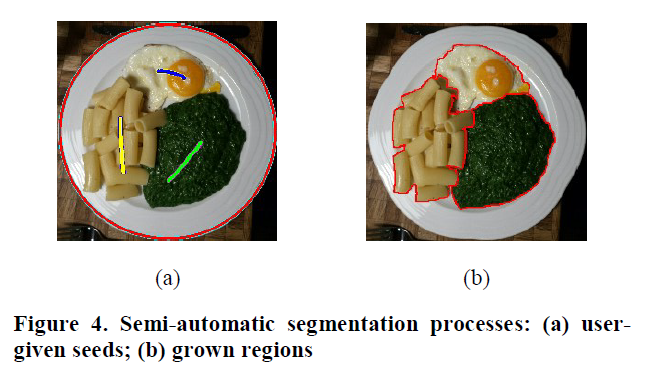 (a)
(b)
Figure 4. Semi-automatic segmentation processes: (a) user-
given seeds; (b) grown regions